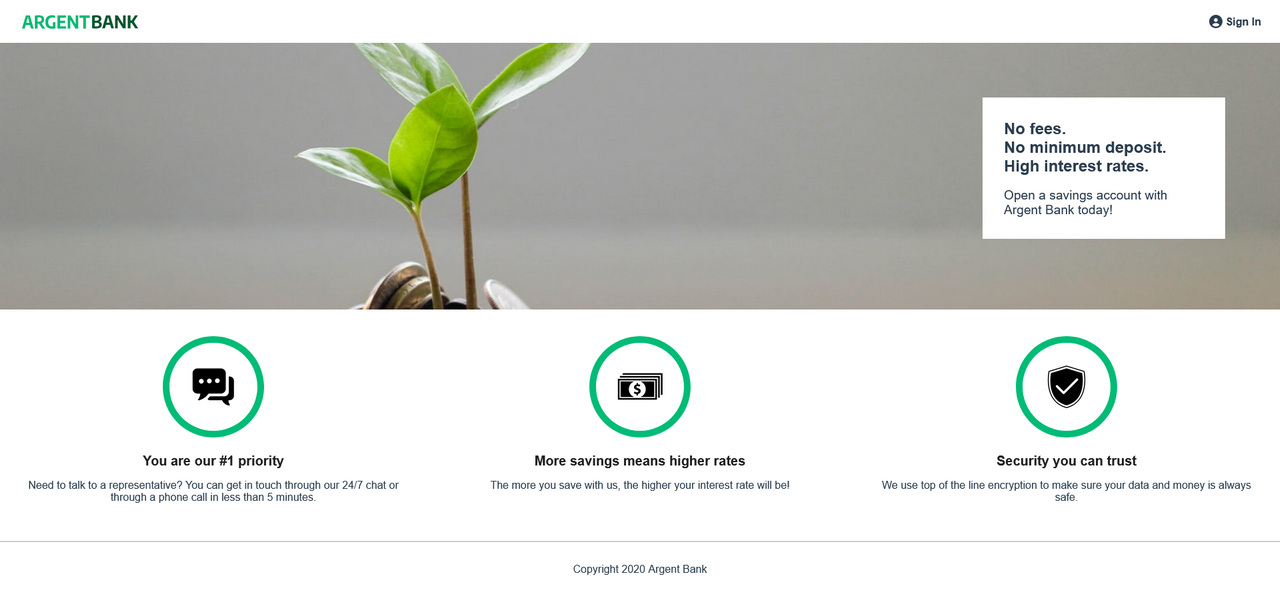 ARGENTBANK
Sign In
No fees.
No minimum deposit.
High interest rates.
Open a savings account with
Argent Bank today!
You are our #1 priority
Need to talk to a representative? You can get in touch through our 24/7 chat or
through a phone call in less than 5 minutes.
More savings means higher rates
The more you save with us, the higher your interest rate will be!
Security you can trust
We use top of the line encryption to make sure your data and money is always
safe.
Copyright 2020 Argent Bank